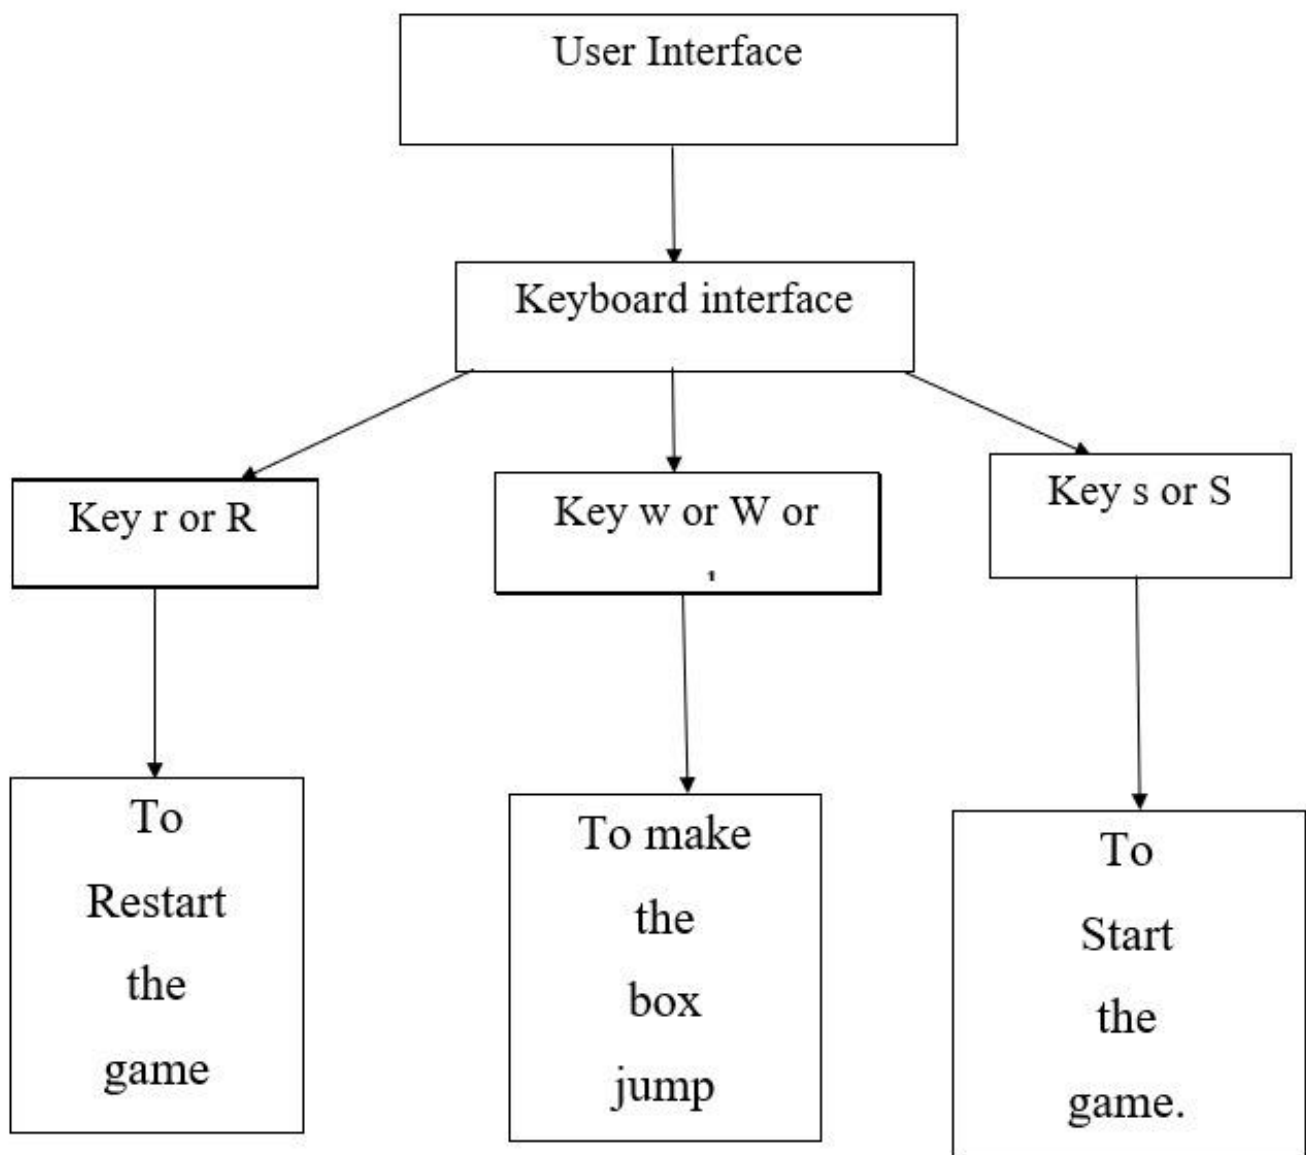 User Interface
Keyboard interface
Key r or R
Key w or W or
Key s or S
To
Restart
the
game
To make
the
box
jump
To
Start
the
game.